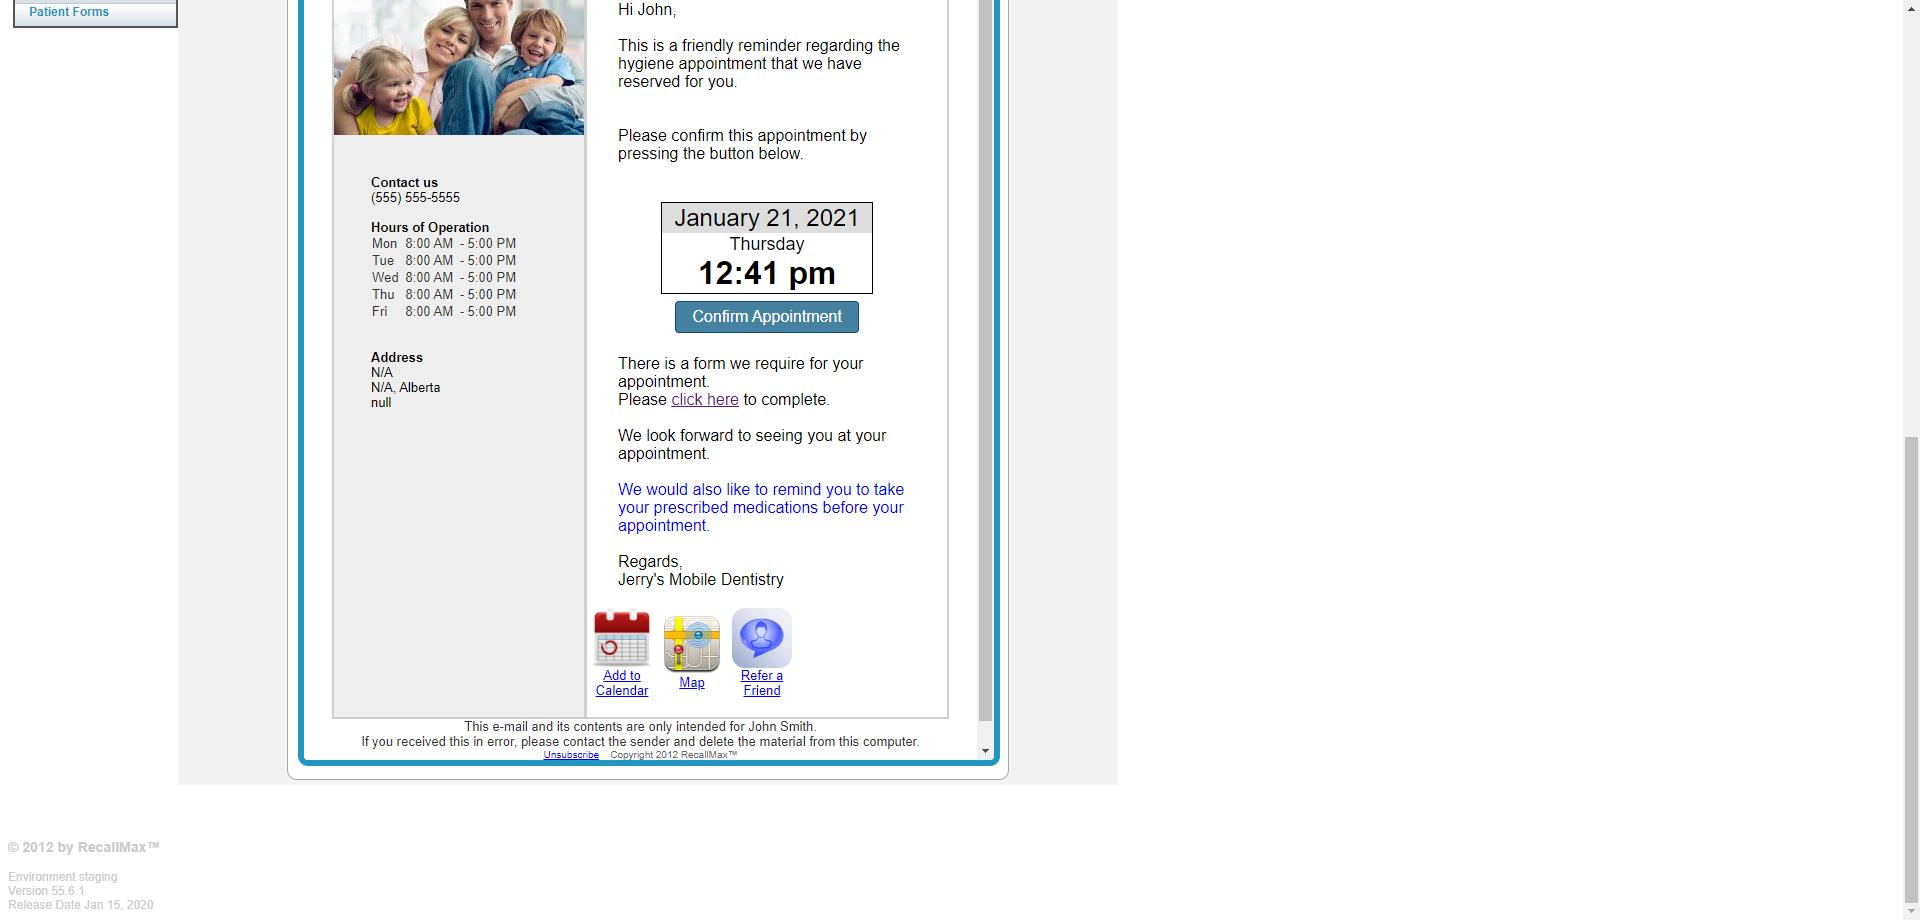 Patient Forms
Hi John,
This is a friendly reminder regarding the
hygiene appointment that we have
reserved for you.
Please confirm this appointment by
pressing the button below.
Contact us
(555) 555-5555
Hours of Operation
Mon 8:00 AM - 5:00 PM
Tue 8:00 AM - 5:00 PM
Wed 8:00 AM - 5:00 PM
Thu 8:00 AM - 5:00 PM
Fri 8:00 AM - 5:00 PM
Address
N/A
N/A, Alberta
null
January 21, 2021
Thursday
12:41 pm
Confirm Appointment
There is a form we require for your
appointment.
Please click here to complete.
We look forward to seeing you at your
appointment.
We would also like to remind you to take
your prescribed medications before your
appointment.
Regards,
Jerry's Mobile Dentistry
Add to
Calendar
Map
Refer a
Friend
This e-mail and its contents are only intended for John Smith.
If you received this in error, please contact the sender and delete the material from this computer.
Unsubscribe Copyright 2012 RecallMax™
© 2012 by RecallMax™
Environment staging
Version 55.6.1
Release Date Jan 15, 2020